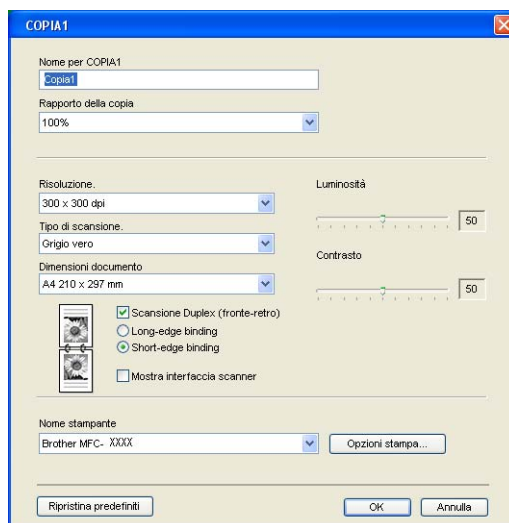 COPIA1
Nome per COPIA1
Copia1
Rapporto della copia
100%
Risoluzione.
300 x 300 dpi
Tipo di scansione.
Grigio vero
Dimensioni documento
A4 210 x 297 mm
Luminosità
50
Contrasto
50
Scansione Duplex (fronte-retro)
Long-edge binding
Short-edge binding
Mostra interfaccia scanner
Nome stampante
Brother MFC- XXXX
Opzioni stampa...
Ripristina predefiniti
OK
Annulla